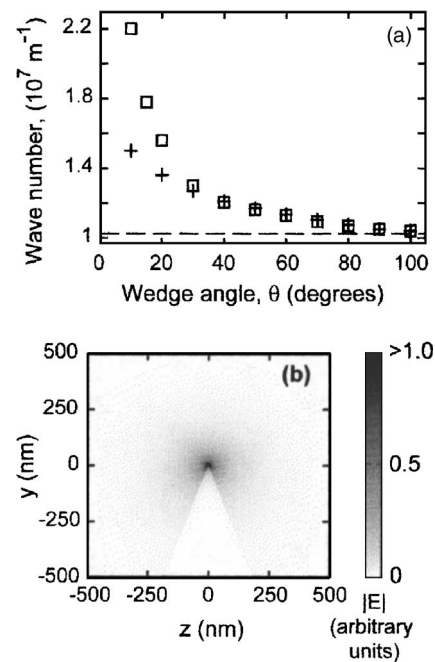 2.2
(a)
1.8
1.4
1
Wave number, (10⁷ m⁻¹)
0 20 40 60 80 100
Wedge angle, θ (degrees)
500
(b)
>1.0
250
0
0.5
-250
-500
0
y (nm)
-500 -250 0 250 500
z (nm)
|E|
(arbitrary
units)